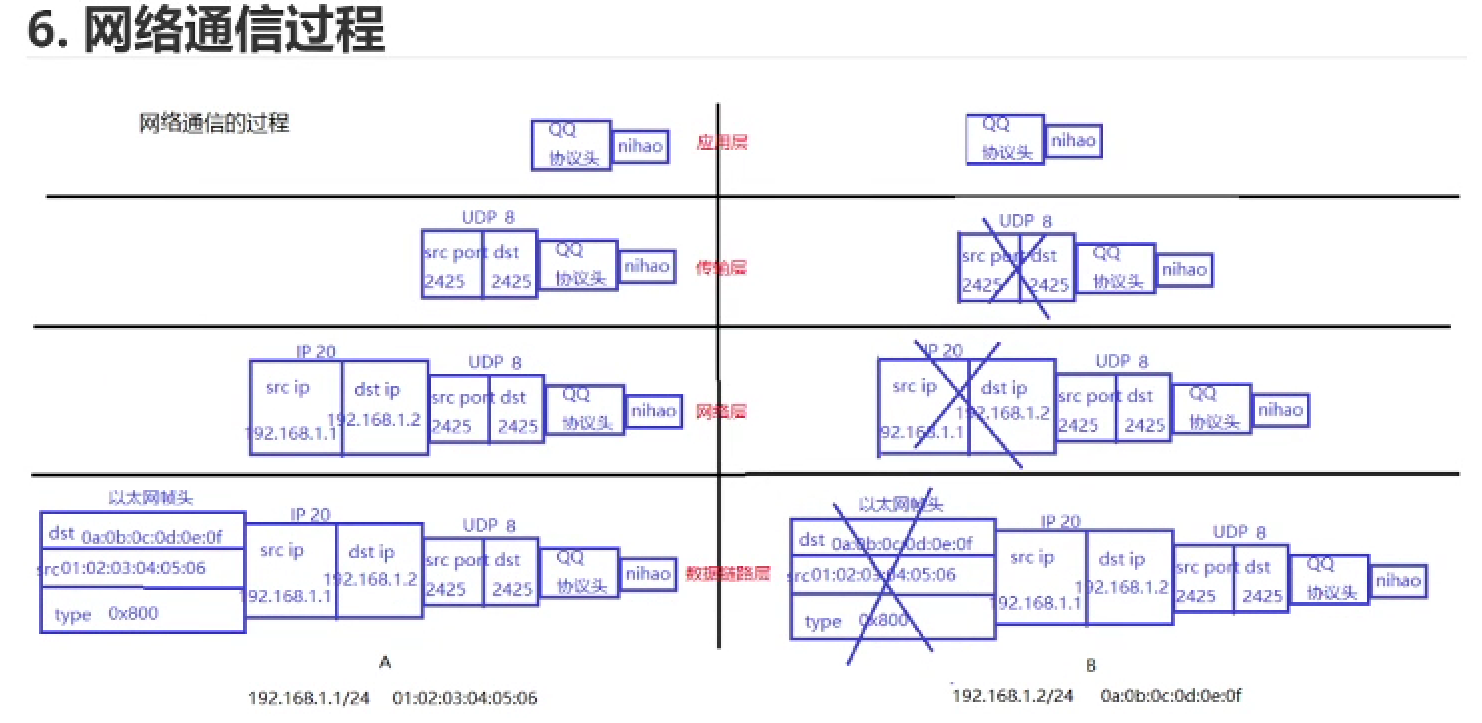 6. 网络通信过程
网络通信的过程
QQ
协议头
nihao
应用层
QQ
协议头
nihao
UDP 8
src port dst
2425 2425
QQ
协议头
nihao
传输层
UDP 8
src port dst
2425 2425
QQ
协议头
nihao
IP 20
src ip dst ip
192.168.1.1 192.168.1.2
UDP 8
src port dst
2425 2425
QQ
协议头
nihao
网络层
IP 20
src ip dst ip
192.168.1.1 192.168.1.2
UDP 8
src port dst
2425 2425
QQ
协议头
nihao
以太网帧头
dst 0a:0b:0c:0d:0e:0f
src 01:02:03:04:05:06
type 0x800
IP 20
src ip dst ip
192.168.1.1 192.168.1.2
UDP 8
src port dst
2425 2425
QQ
协议头
nihao
数据链路层
以太网帧头
dst 0a:0b:0c:0d:0e:0f
src 01:02:03:04:05:06
type 0x800
IP 20
src ip dst ip
192.168.1.1 192.168.1.2
UDP 8
src port dst
2425 2425
QQ
协议头
nihao
A
192.168.1.1/24 01:02:03:04:05:06
B
192.168.1.2/24 0a:0b:0c:0d:0e:0f